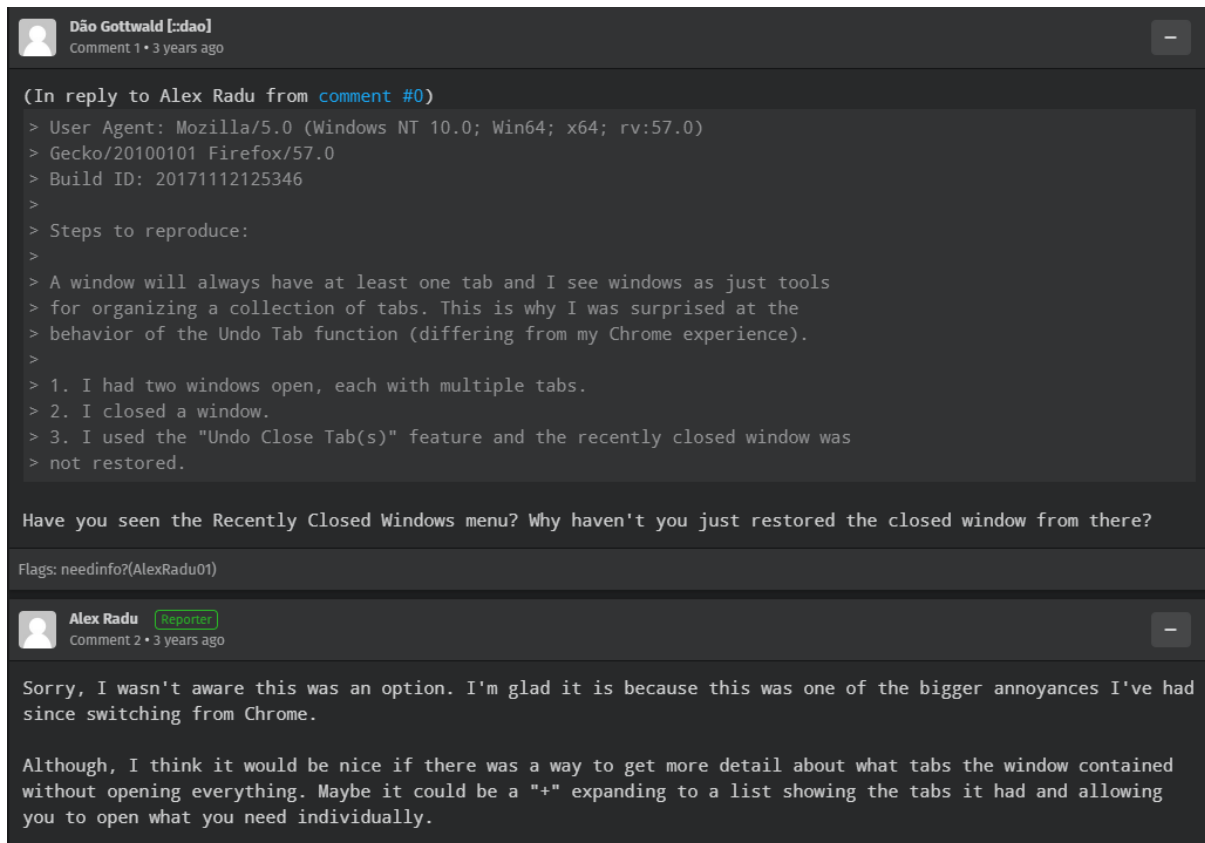 Dão Gottwald [::dao]
Comment 1 • 3 years ago
−
(In reply to Alex Radu from comment #0)
> User Agent: Mozilla/5.0 (Windows NT 10.0; Win64; x64; rv:57.0)
> Gecko/20100101 Firefox/57.0
> Build ID: 20171112125346
>
> Steps to reproduce:
>
> A window will always have at least one tab and I see windows as just tools
> for organizing a collection of tabs. This is why I was surprised at the
> behavior of the Undo Tab function (differing from my Chrome experience).
>
> 1. I had two windows open, each with multiple tabs.
> 2. I closed a window.
> 3. I used the "Undo Close Tab(s)" feature and the recently closed window was
> not restored.
Have you seen the Recently Closed Windows menu? Why haven't you just restored the closed window from there?
Flags: needinfo?(AlexRadu01)
Alex Radu Reporter
Comment 2 • 3 years ago
−
Sorry, I wasn't aware this was an option. I'm glad it is because this was one of the bigger annoyances I've had
since switching from Chrome.
Although, I think it would be nice if there was a way to get more detail about what tabs the window contained
without opening everything. Maybe it could be a "+" expanding to a list showing the tabs it had and allowing
you to open what you need individually.